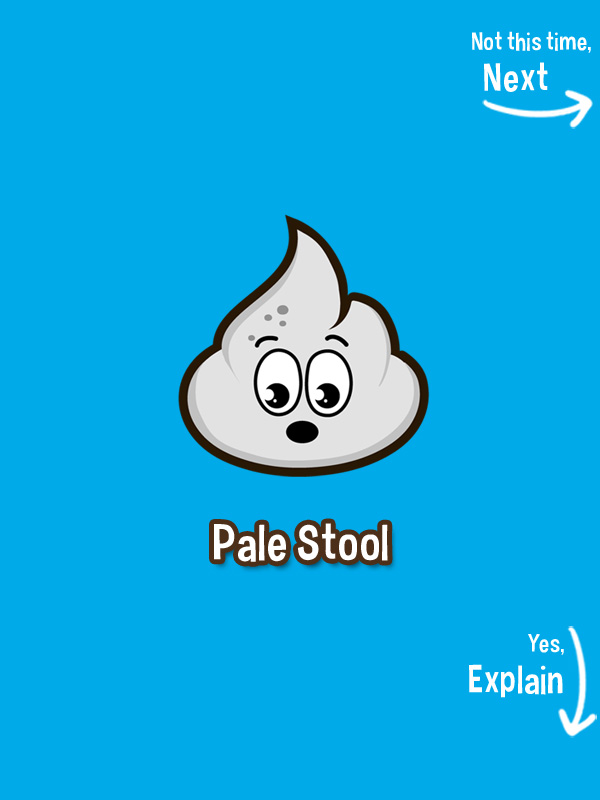 Not this time,
Next
Pale Stool
Yes,
Explain